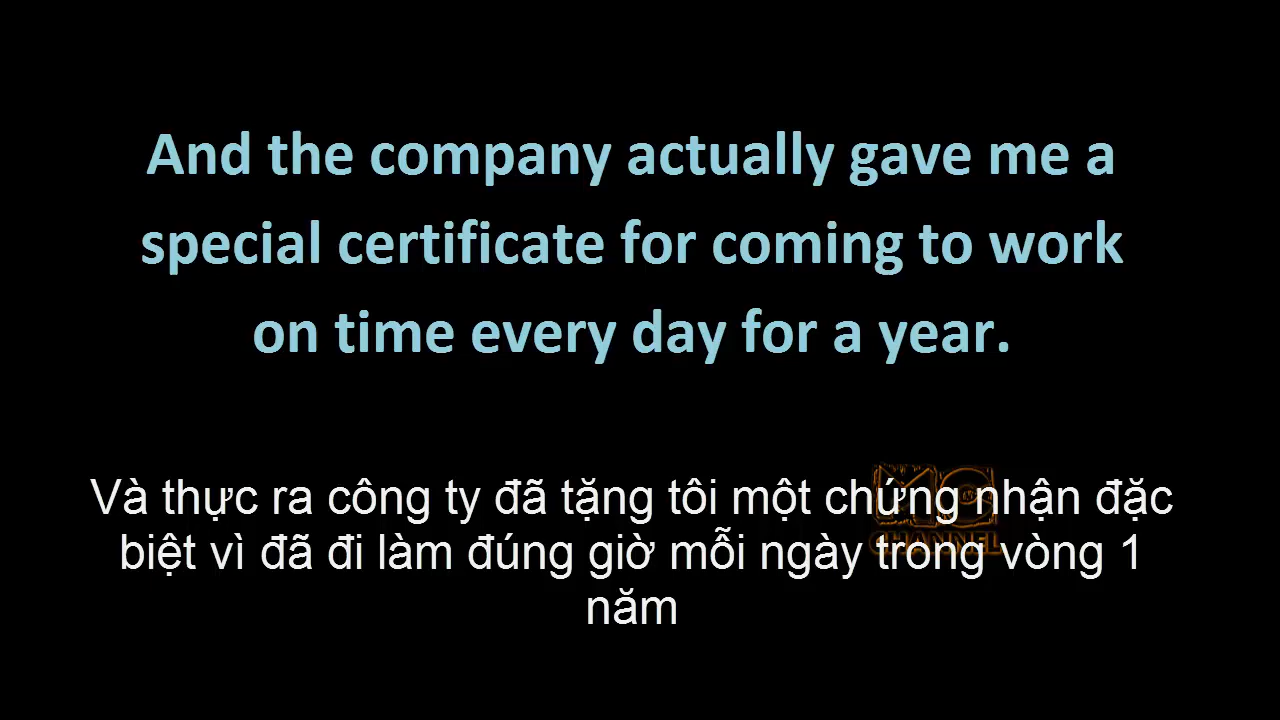 And the company actually gave me a
special certificate for coming to work
on time every day for a year.
Và thực ra công ty đã tặng tôi một chứng nhận đặc
biệt vì đã đi làm đúng giờ mỗi ngày trong vòng 1
năm
CHANNEL